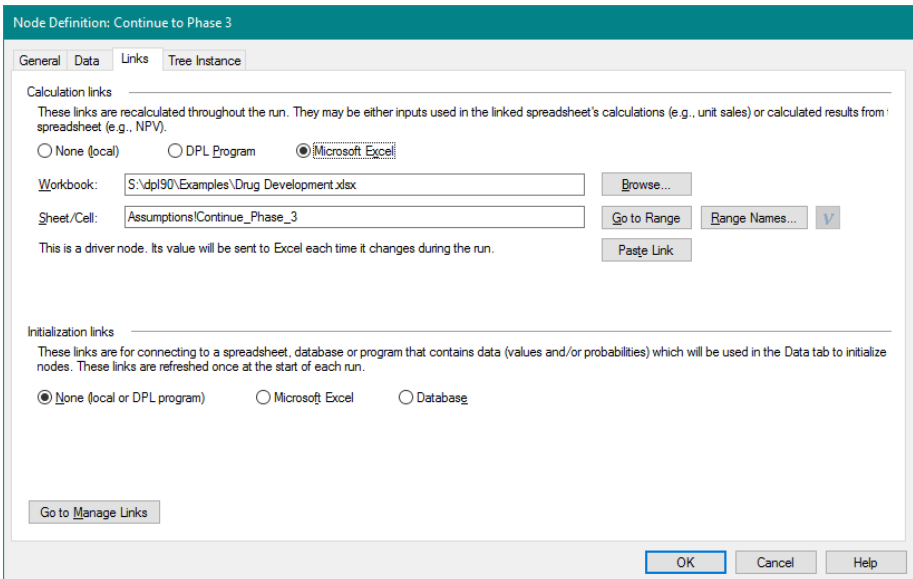 Node Definition: Continue to Phase 3
General Data Links Tree Instance
Calculation links
These links are recalculated throughout the run. They may be either inputs used in the linked spreadsheet's calculations (e.g., unit sales) or calculated results from
spreadsheet (e.g., NPV).
None (local) DPL Program Microsoft Excel
Workbook: S:\dpl90\Examples\Drug Development.xlsx Browse...
Sheet/Cell: Assumptions!Continue_Phase_3 Go to Range Range Names... V
This is a driver node. Its value will be sent to Excel each time it changes during the run. Paste Link
Initialization links
These links are for connecting to a spreadsheet, database or program that contains data (values and/or probabilities) which will be used in the Data tab to initialize
nodes. These links are refreshed once at the start of each run.
None (local or DPL program) Microsoft Excel Database
Go to Manage Links
OK Cancel Help